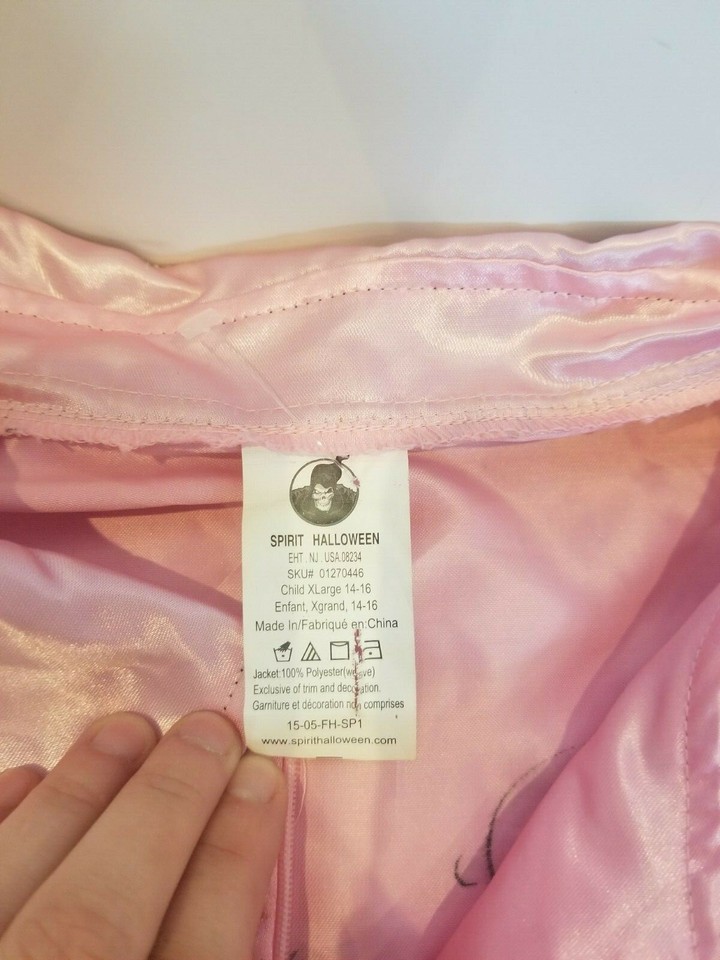 SPIRIT HALLOWEEN
EHT . NJ . USA.08234
SKU# 01270446
Child XLarge 14-16
Enfant, Xgrand, 14-16
Made In/Fabriqué en:China
Jacket:100% Polyester(weave)
Exclusive of trim and decoration.
Garniture et décoration non comprises
15-05-FH-SP1
www.spirithalloween.com